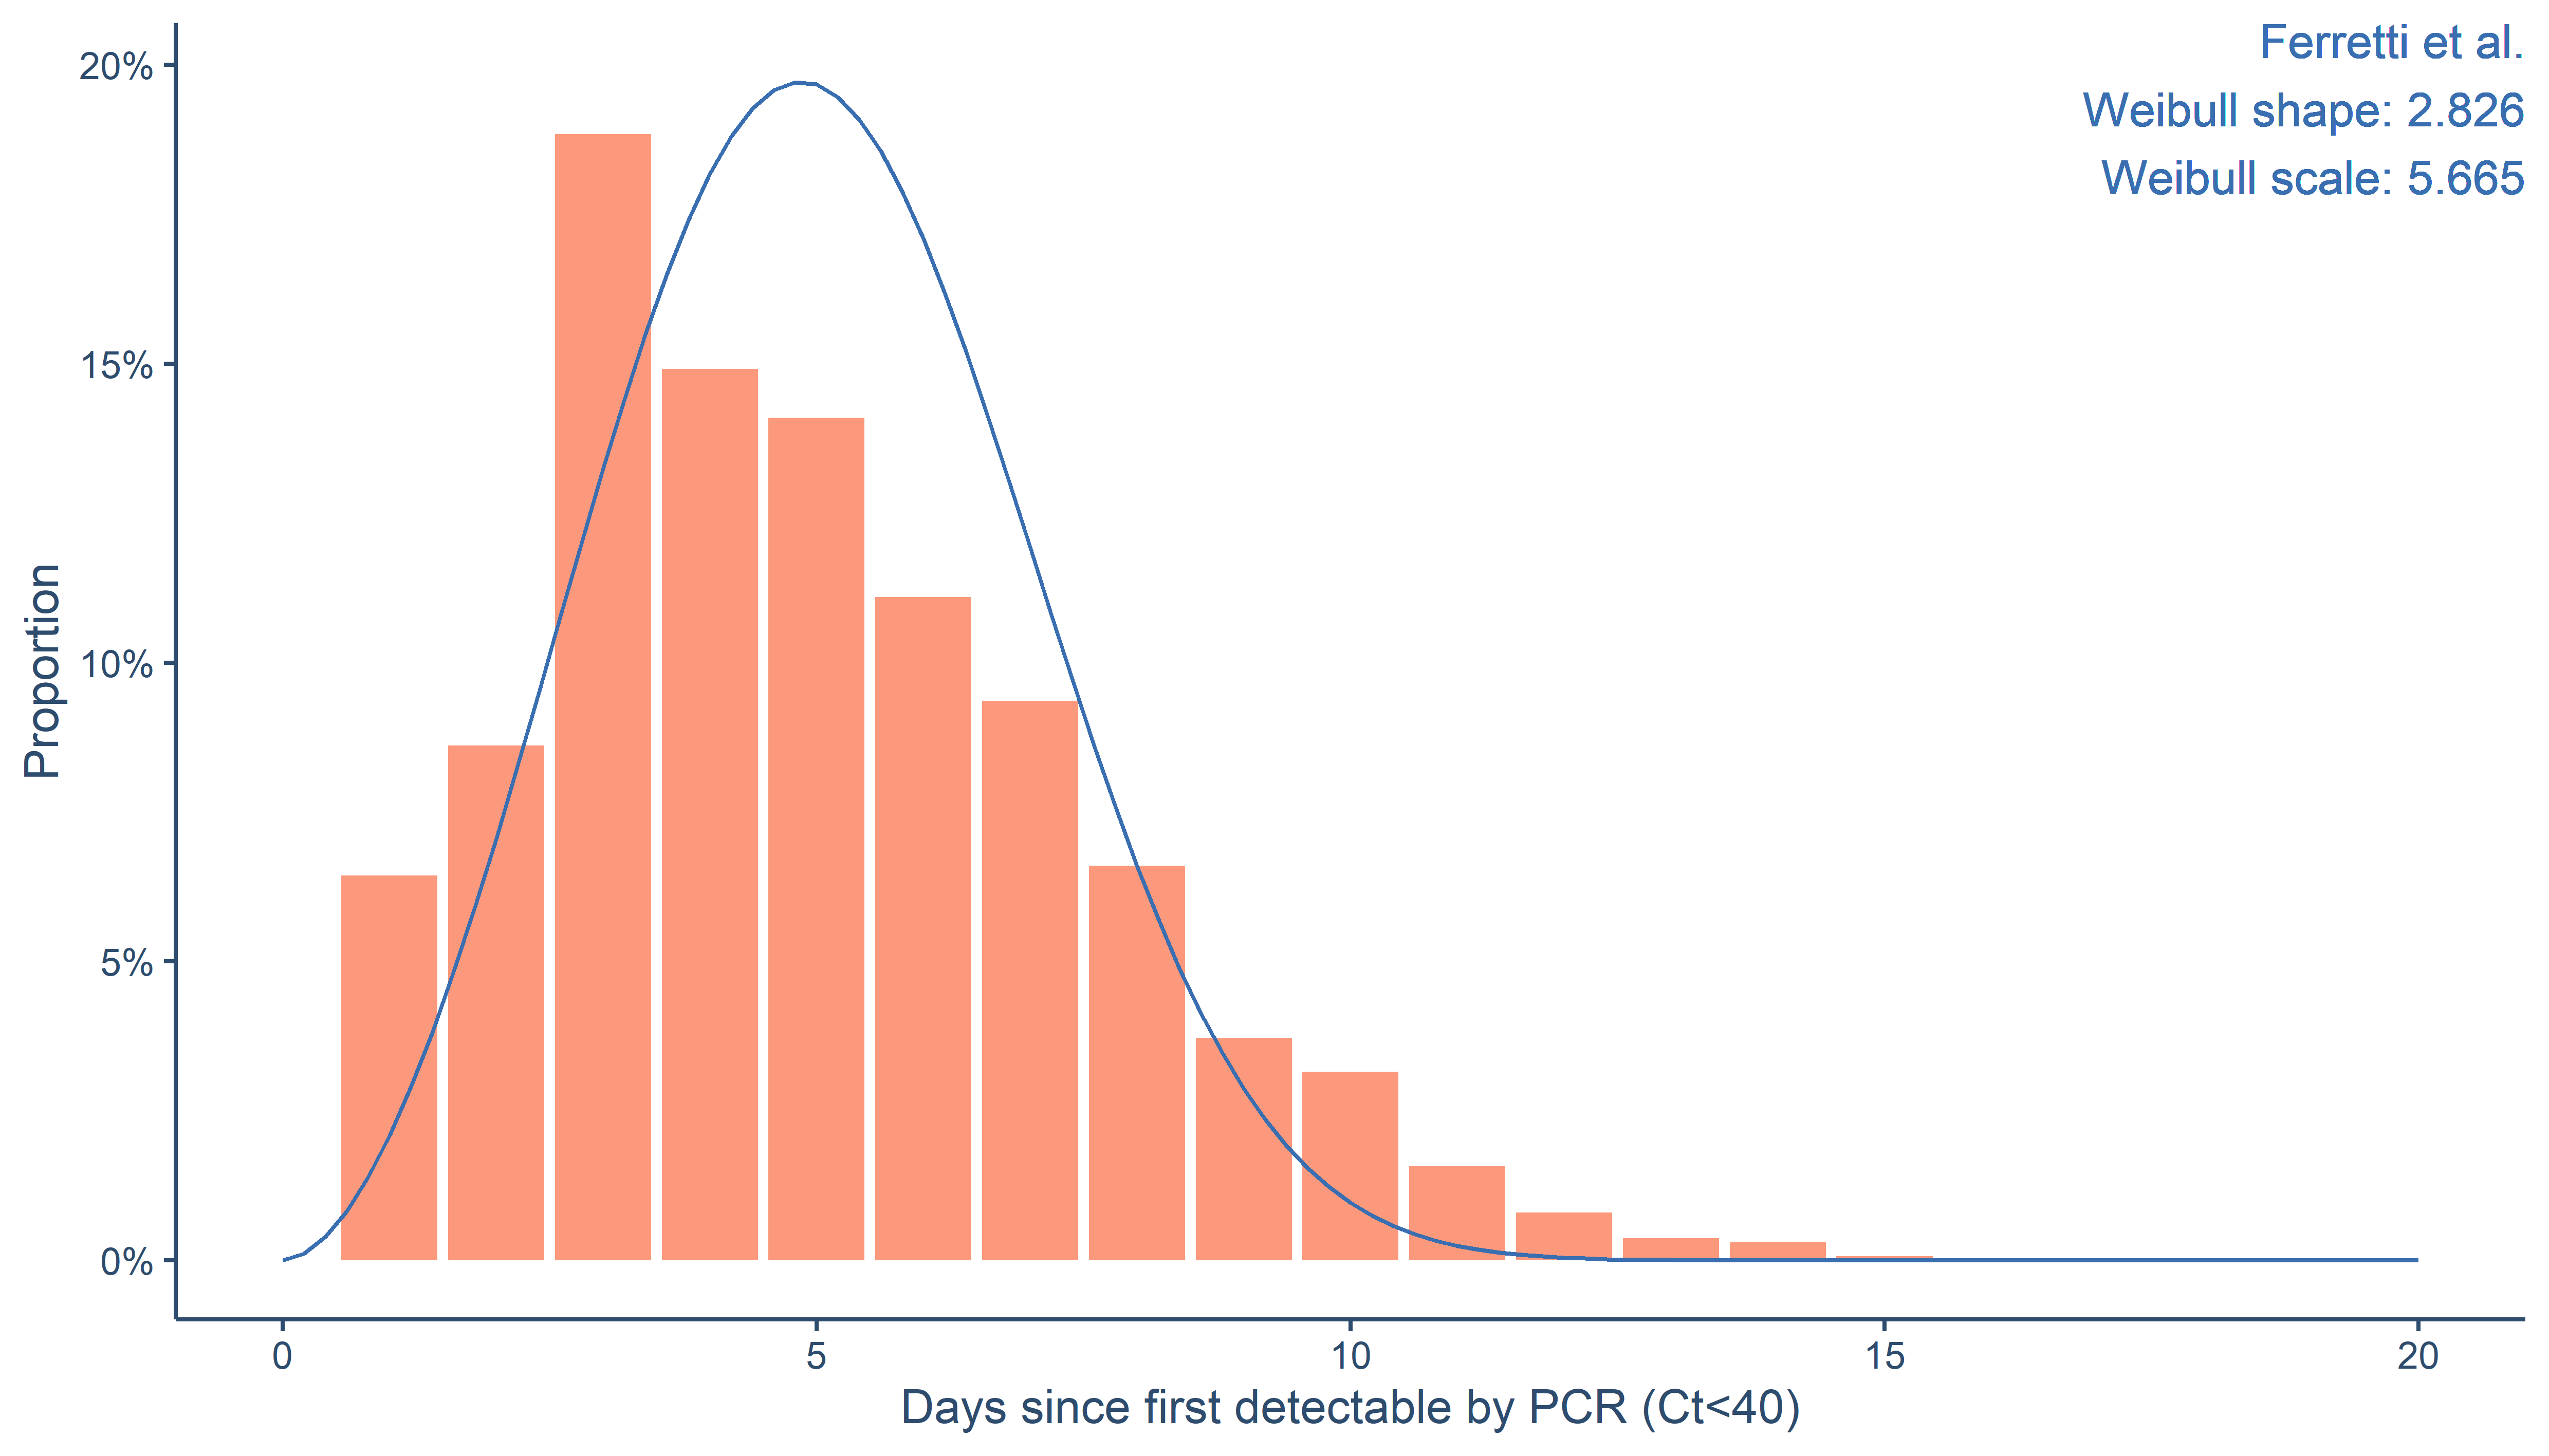 Ferretti et al.
Weibull shape: 2.826
Weibull scale: 5.665
20%
15%
10%
5%
0%
Proportion
0 5 10 15 20
Days since first detectable by PCR (Ct<40)